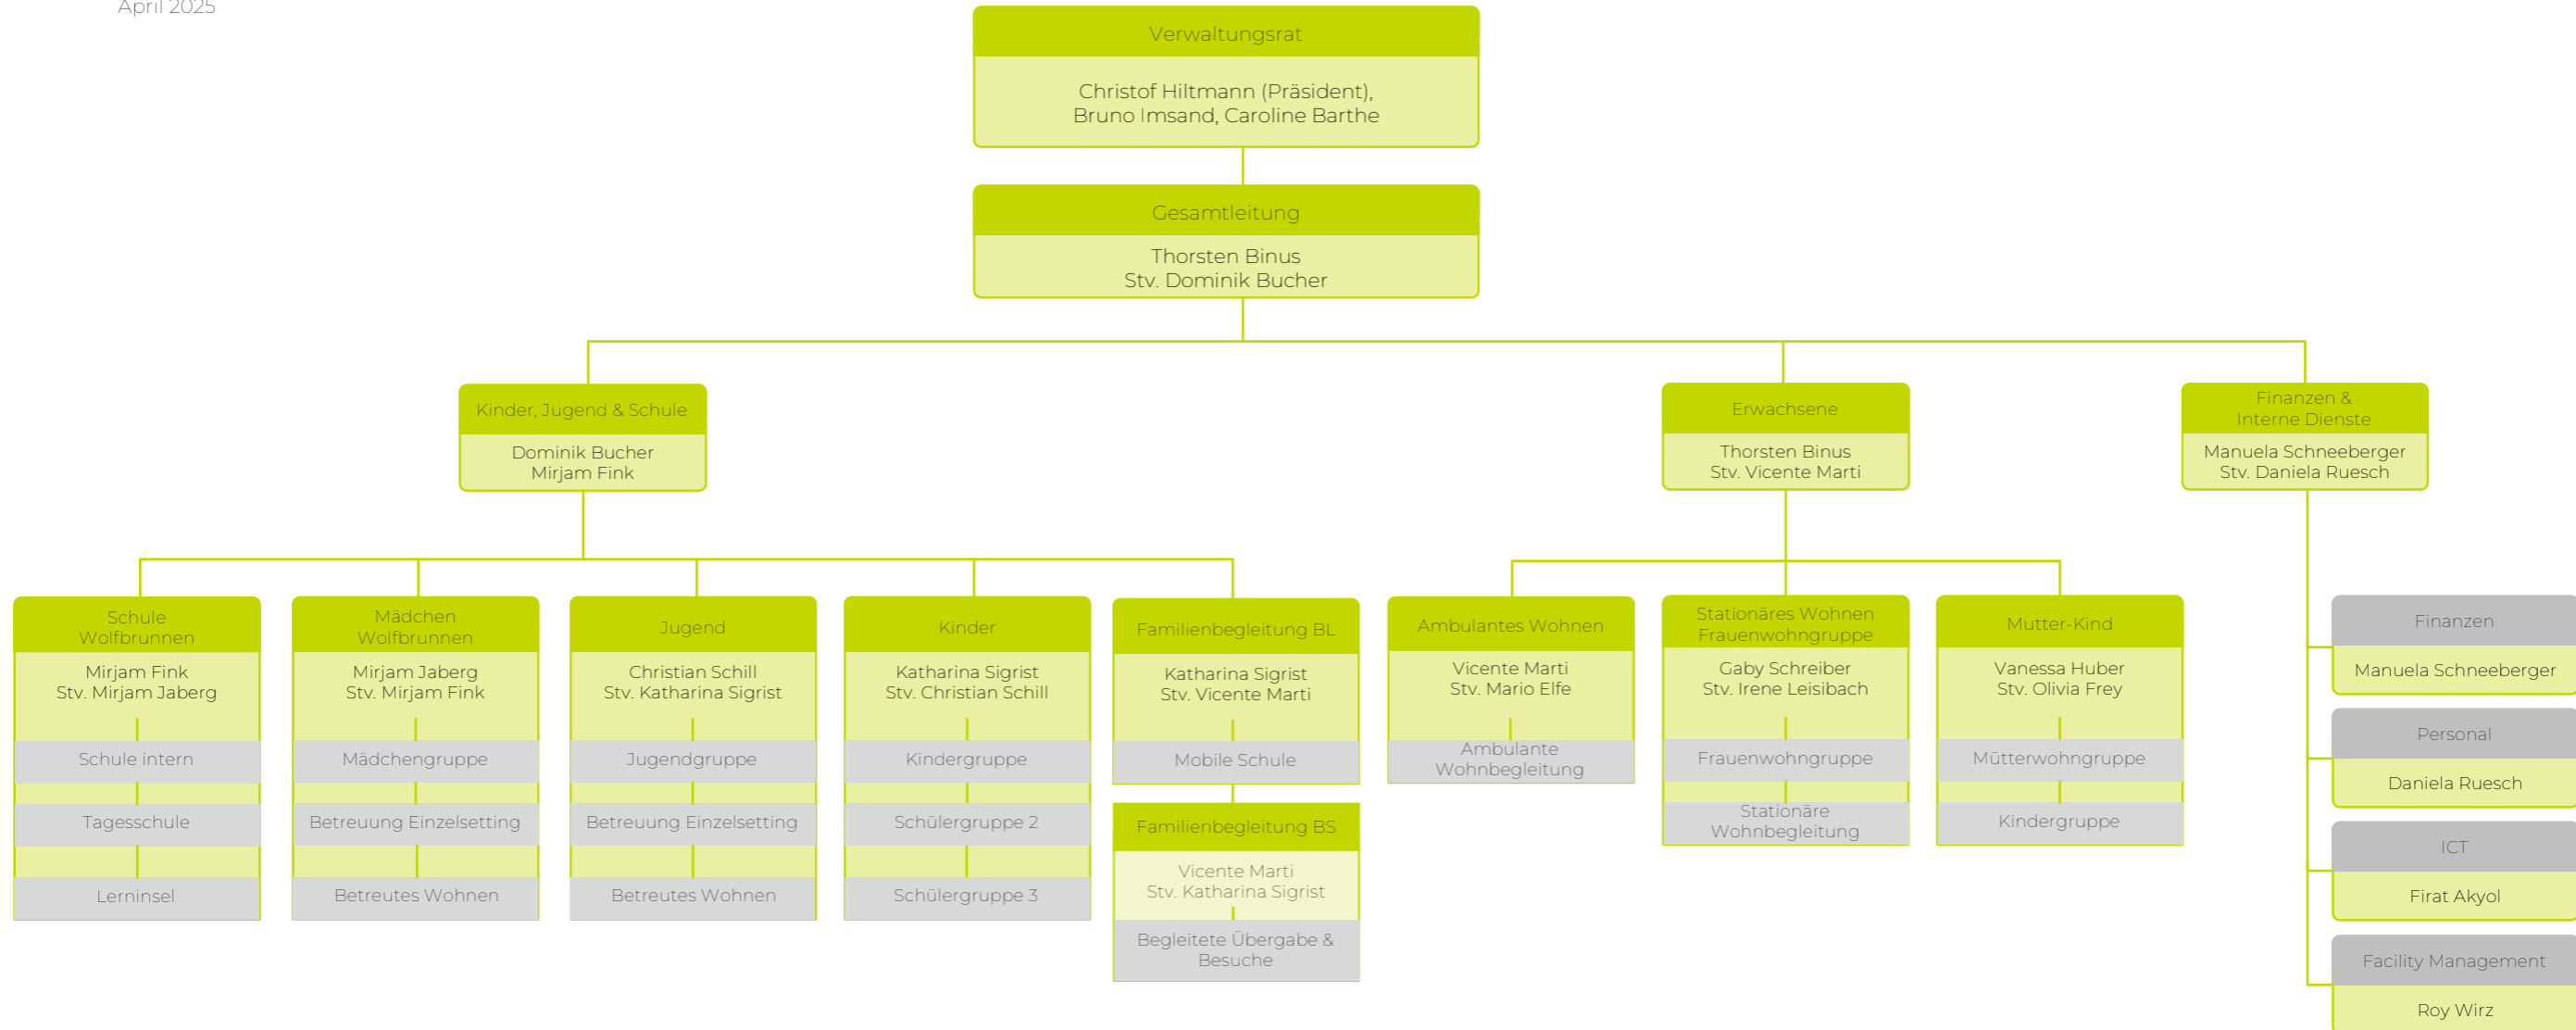 April 2025
Verwaltungsrat
Christof Hiltmann (Präsident),
Bruno Imsand, Caroline Barthe
Gesamtleitung
Thorsten Binus
Stv. Dominik Bucher
Kinder, Jugend & Schule
Dominik Bucher
Mirjam Fink
Erwachsene
Thorsten Binus
Stv. Vicente Marti
Finanzen &
Interne Dienste
Manuela Schneeberger
Stv. Daniela Ruesch
Schule
Wolfbrunnen
Mirjam Fink
Stv. Mirjam Jaberg
Schule intern
Tagesschule
Lerninsel
Mädchen
Wolfbrunnen
Mirjam Jaberg
Stv. Mirjam Fink
Mädchengruppe
Betreuung Einzelsetting
Betreutes Wohnen
Jugend
Christian Schill
Stv. Katharina Sigrist
Jugendgruppe
Betreuung Einzelsetting
Betreutes Wohnen
Kinder
Katharina Sigrist
Stv. Christian Schill
Kindergruppe
Schülergruppe 2
Schülergruppe 3
Familienbegleitung BL
Katharina Sigrist
Stv. Vicente Marti
Mobile Schule
Familienbegleitung BS
Vicente Marti
Stv. Katharina Sigrist
Begleitete Übergabe &
Besuche
Ambulantes Wohnen
Vicente Marti
Stv. Mario Elfe
Ambulante
Wohnbegleitung
Stationäres Wohnen
Frauenwohngruppe
Gaby Schreiber
Stv. Irene Leisibach
Frauenwohngruppe
Stationäre
Wohnbegleitung
Mutter-Kind
Vanessa Huber
Stv. Olivia Frey
Mütterwohngruppe
Kindergruppe
Finanzen
Manuela Schneeberger
Personal
Daniela Ruesch
ICT
Firat Akyol
Facility Management
Roy Wirz